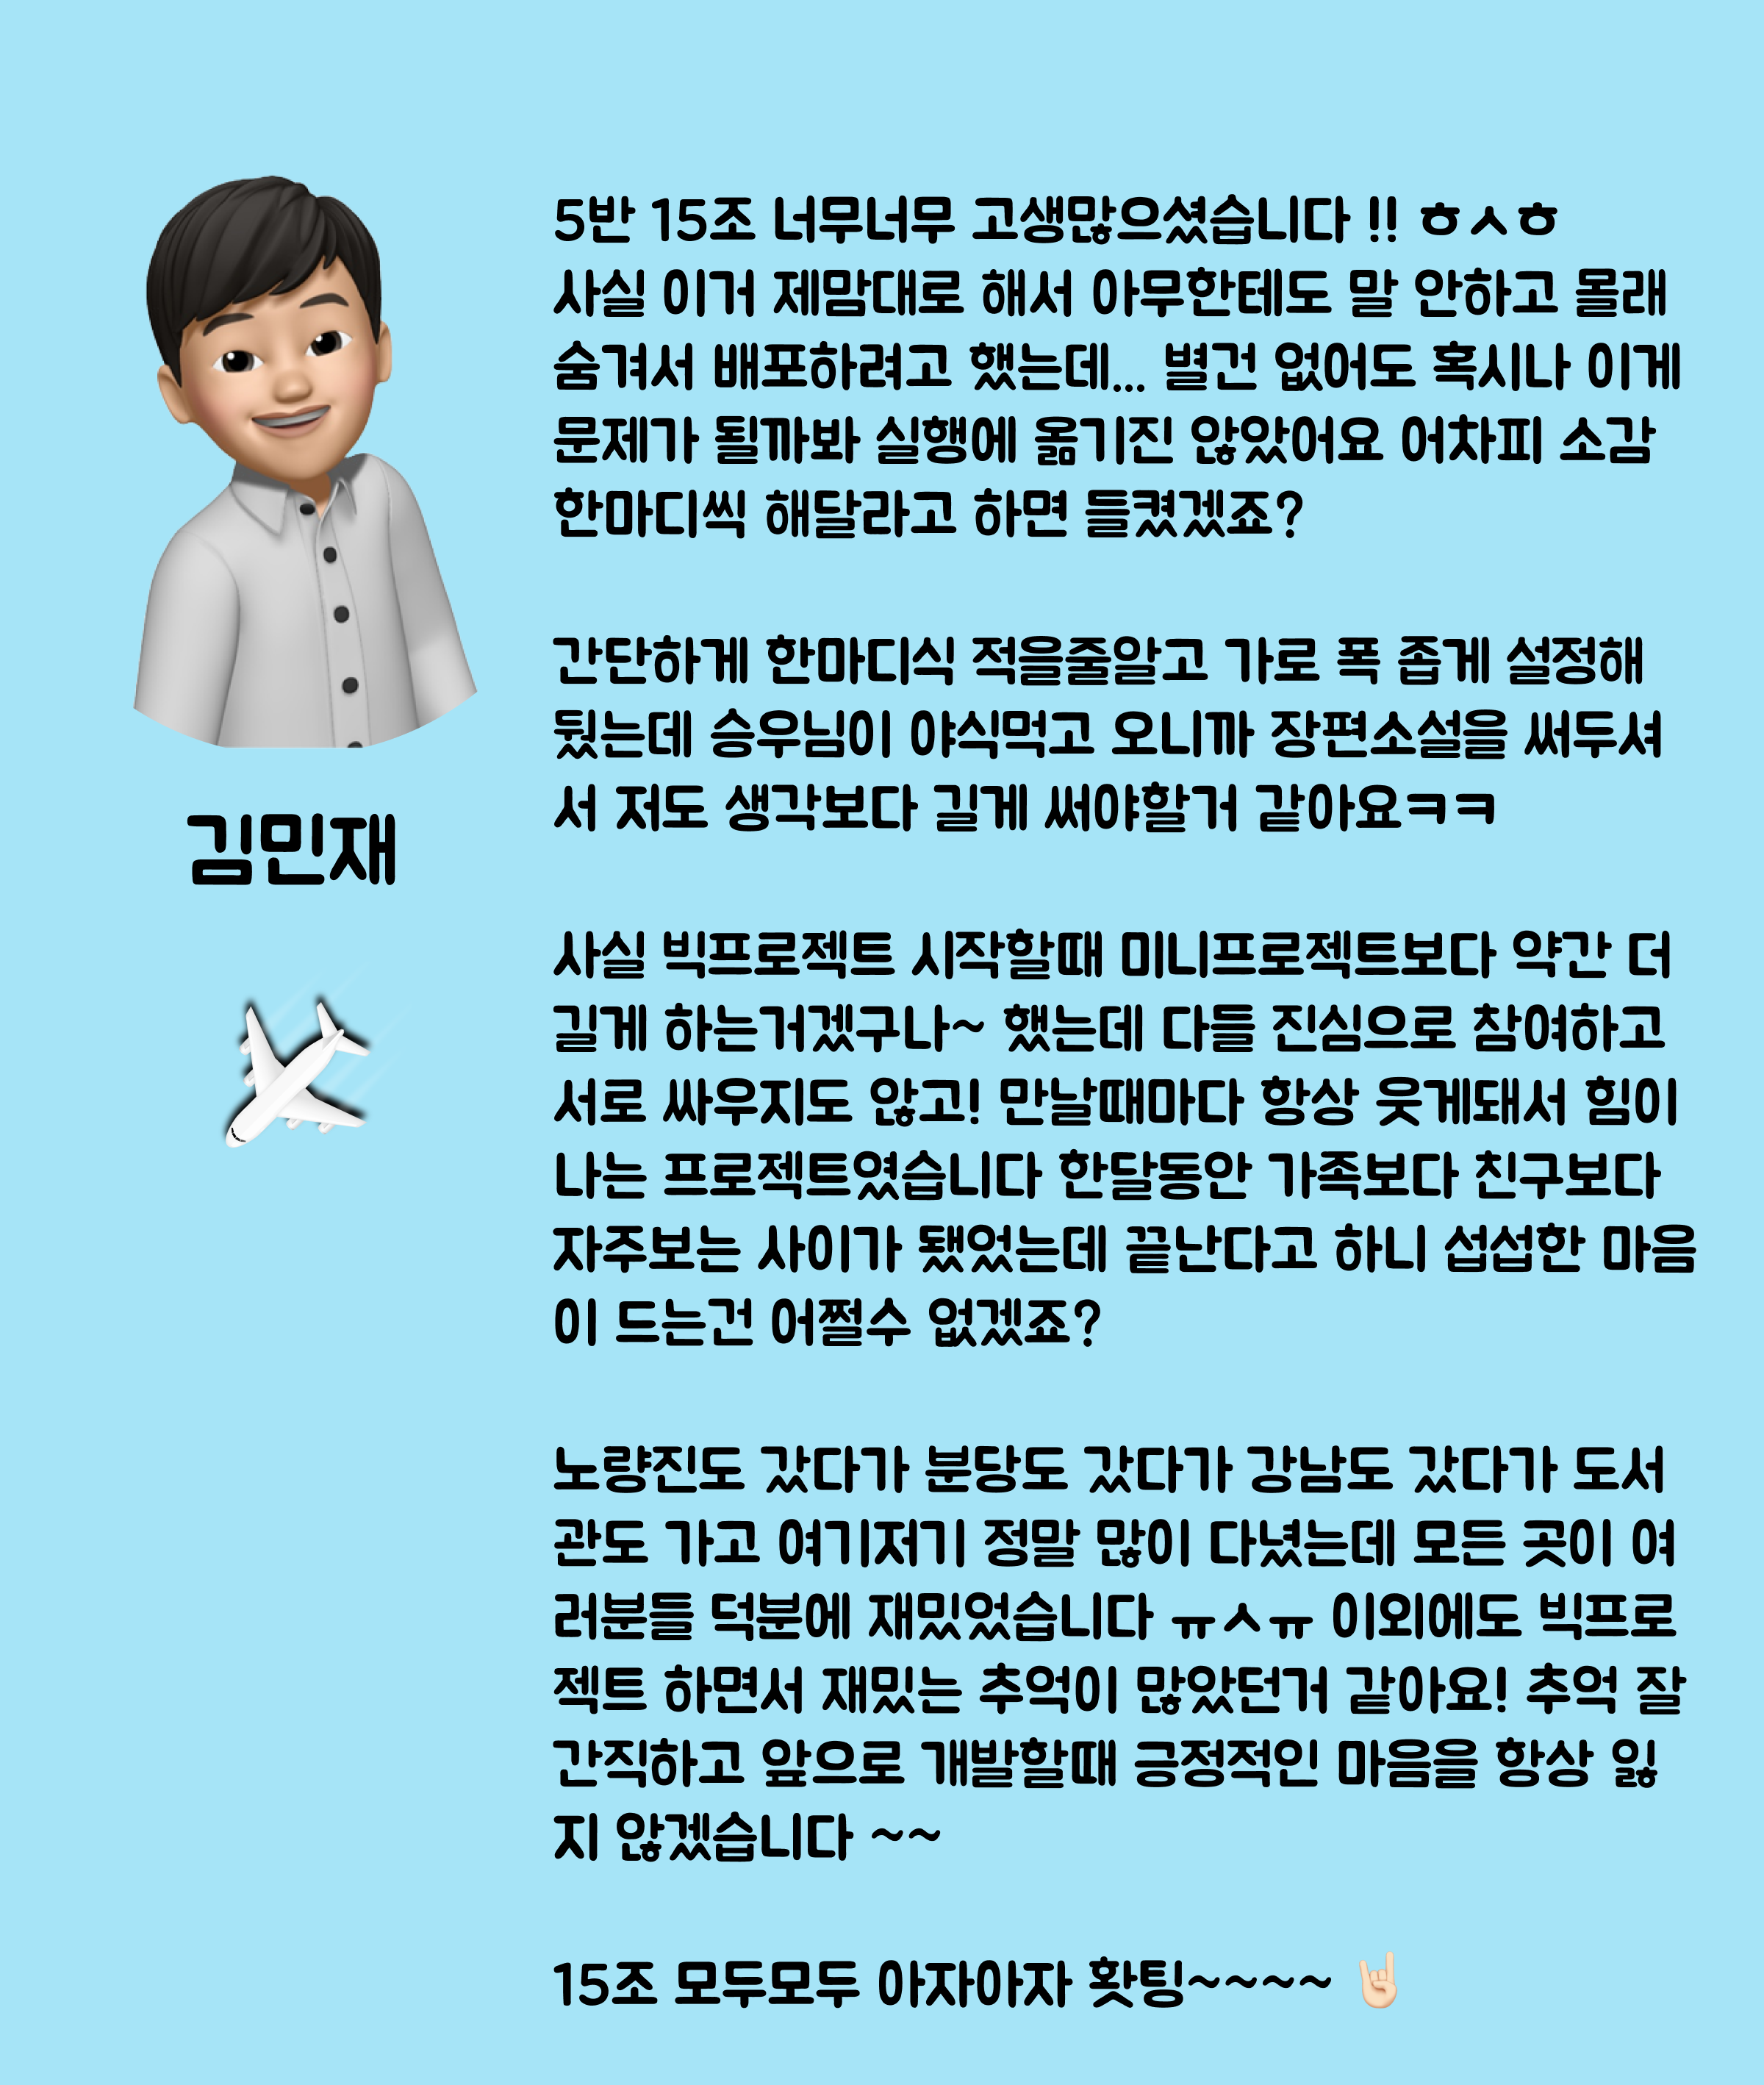 5반 15조 너무너무 고생많으셨습니다 !! ㅎㅅㅎ
사실 이거 제맘대로 해서 아무한테도 말 안하고 몰래
숨겨서 배포하려고 했는데... 별건 없어도 혹시나 이게
문제가 될까봐 실행에 옮기진 않았어요 어차피 소감
한마디씩 해달라고 하면 들켰겠죠?
간단하게 한마디식 적을줄알고 가로 폭 좁게 설정해
뒀는데 승우님이 야식먹고 오니까 장편소설을 써두셔
서 저도 생각보다 길게 써야할거 같아요ㅋㅋ
김민재
사실 빅프로젝트 시작할때 미니프로젝트보다 약간 더
길게 하는거겠구나~ 했는데 다들 진심으로 참여하고
서로 싸우지도 않고! 만날때마다 항상 웃게돼서 힘이
나는 프로젝트였습니다 한달동안 가족보다 친구보다
자주보는 사이가 됐었는데 끝난다고 하니 섭섭한 마음
이 드는건 어쩔수 없겠죠?
노량진도 갔다가 분당도 갔다가 강남도 갔다가 도서
관도 가고 여기저기 정말 많이 다녔는데 모든 곳이 여
러분들 덕분에 재밌었습니다 ㅠㅅㅠ 이외에도 빅프로
젝트 하면서 재밌는 추억이 많았던거 같아요! 추억 잘
간직하고 앞으로 개발할때 긍정적인 마음을 항상 잃
지 않겠습니다 ~~
15조 모두모두 아자아자 홧팅~~~~ 🤘🏻